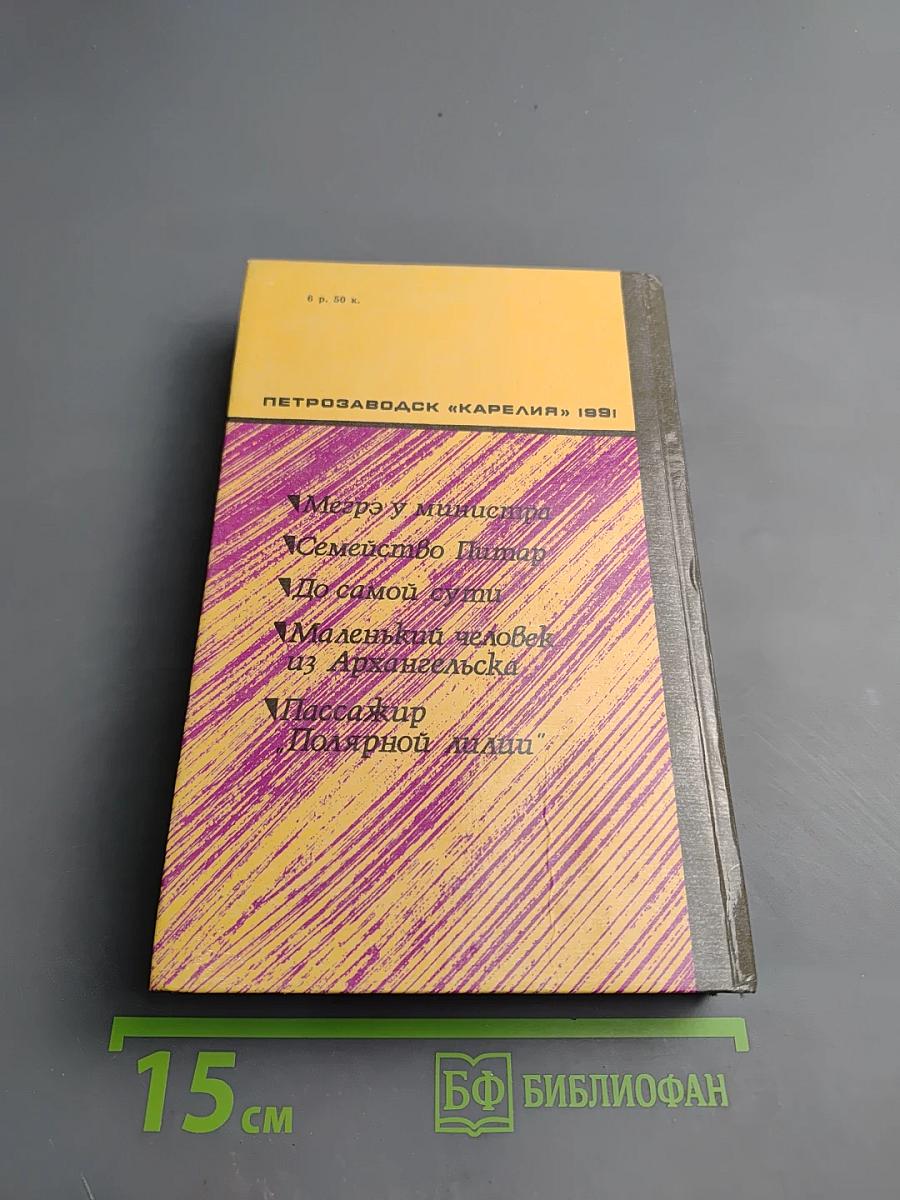 6 р. 50 к.
ПЕТРОЗАВОДСК «КАРЕЛИЯ» 1991
Мегрэ у министра
Семейство Питар
До самой сути
Маленький человек
из Архангельска
Пассажир
„Полярной лилии"
15 см
БФ БИБЛИОФАН